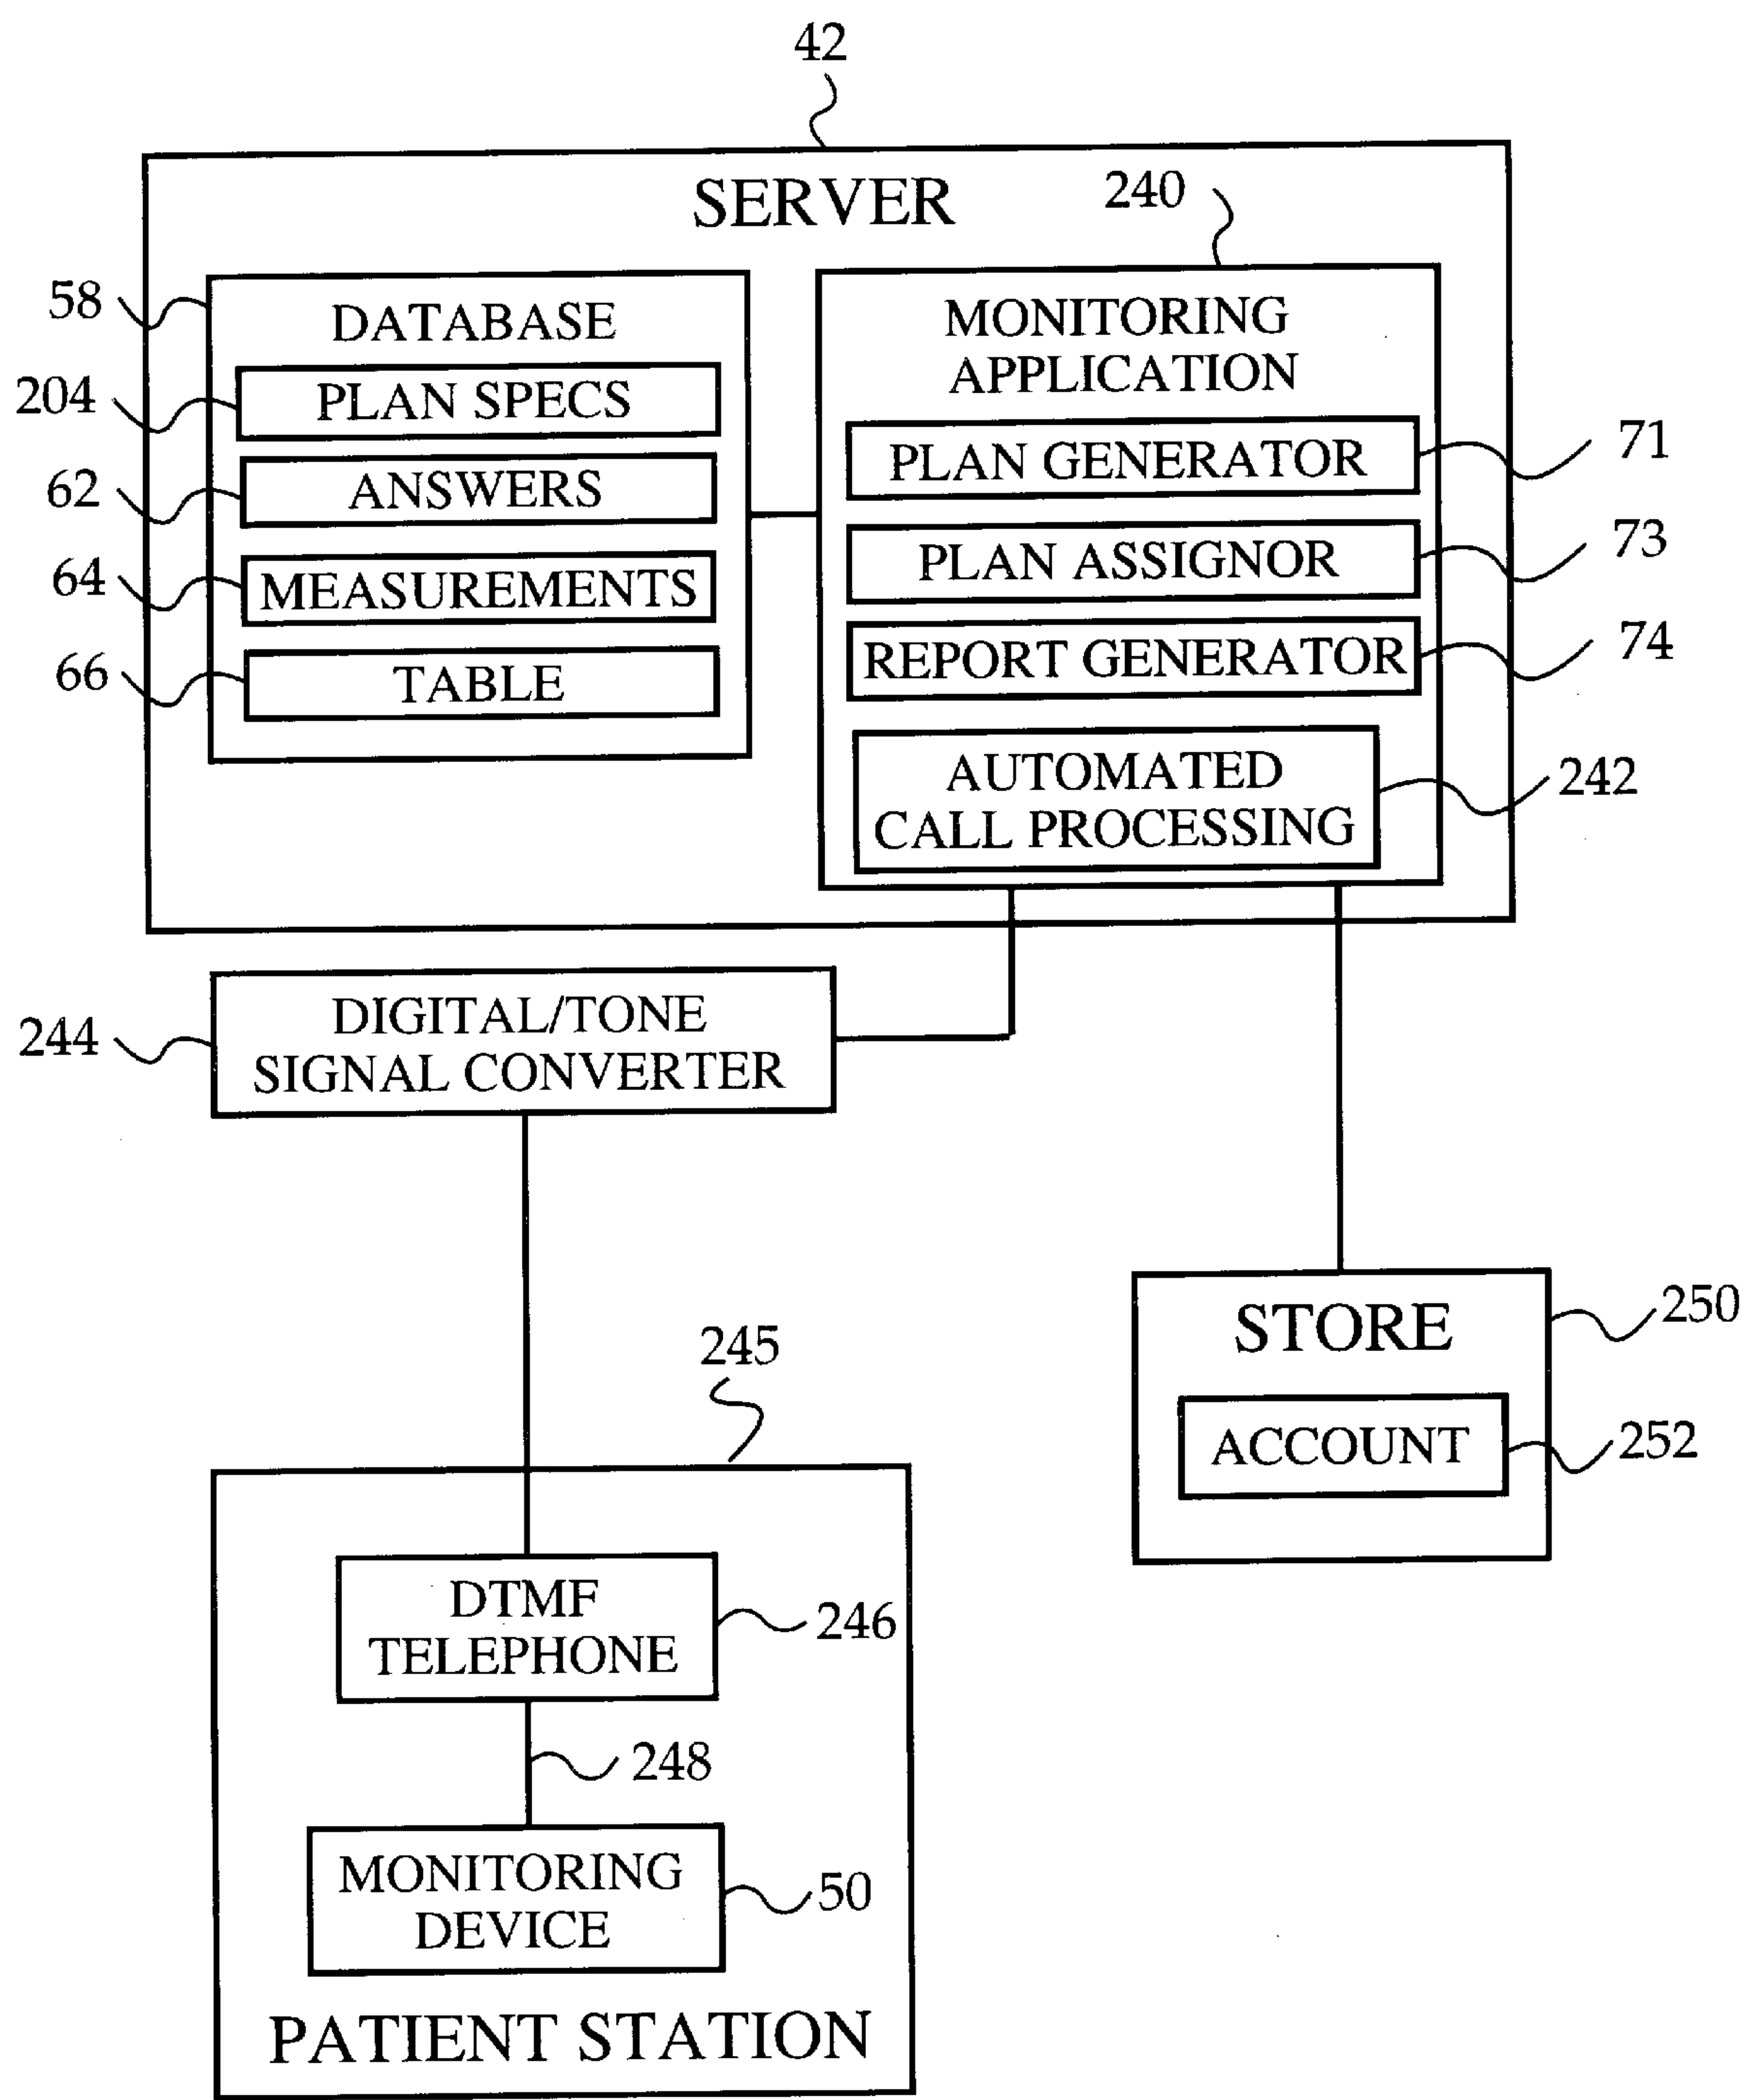 42
SERVER
240
58
DATABASE
204
PLAN SPECS
62
ANSWERS
64
MEASUREMENTS
66
TABLE
MONITORING
APPLICATION
PLAN GENERATOR
71
PLAN ASSIGNOR
73
REPORT GENERATOR
74
AUTOMATED
CALL PROCESSING
242
244
DIGITAL/TONE
SIGNAL CONVERTER
STORE
250
ACCOUNT
252
245
DTMF
TELEPHONE
246
248
MONITORING
DEVICE
50
PATIENT STATION